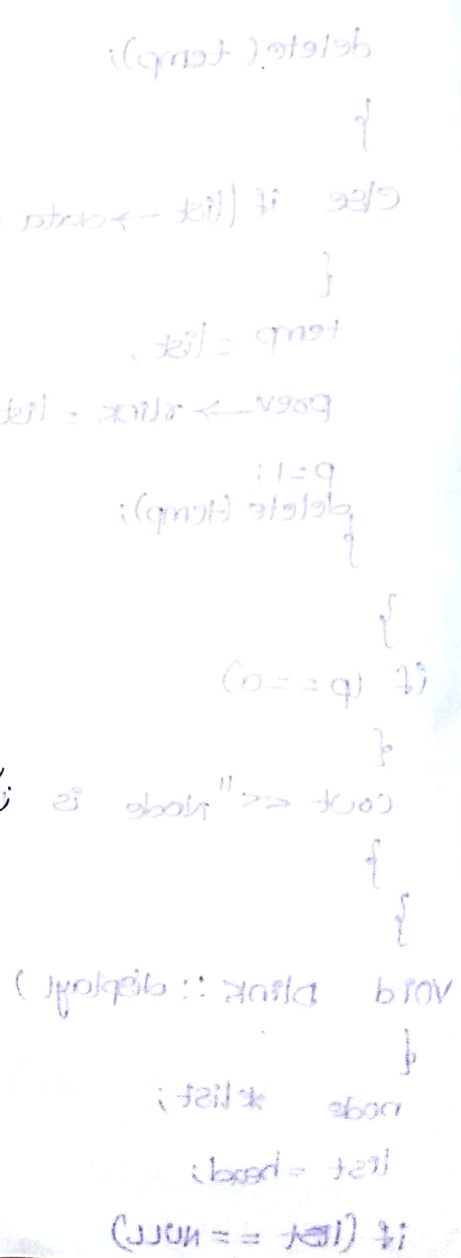 delete(temp);
}
else if (list → data
{
temp = list,
prev → rlink = list
p=1;
delete(temp);
}
}
if (p==0)
{
cout <<"Node is
}
}
void Dlink :: display1()
{
node *list;
list = head;
if (list == NULL)